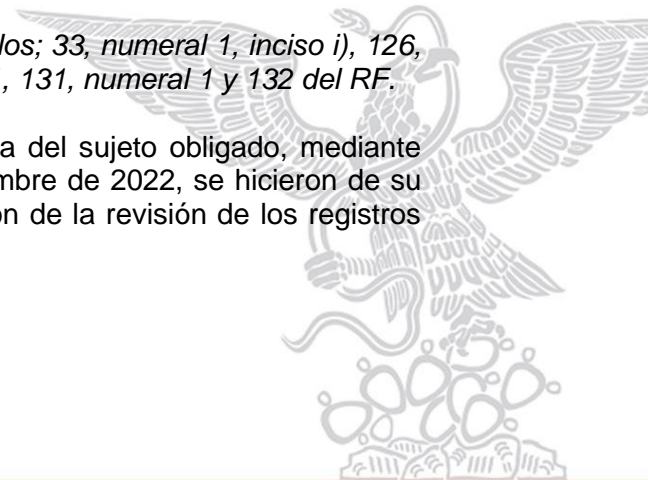 los; 33, numeral 1, inciso i), 126,
, 131, numeral 1 y 132 del RF.
a del sujeto obligado, mediante
mbre de 2022, se hicieron de su
n de la revisión de los registros